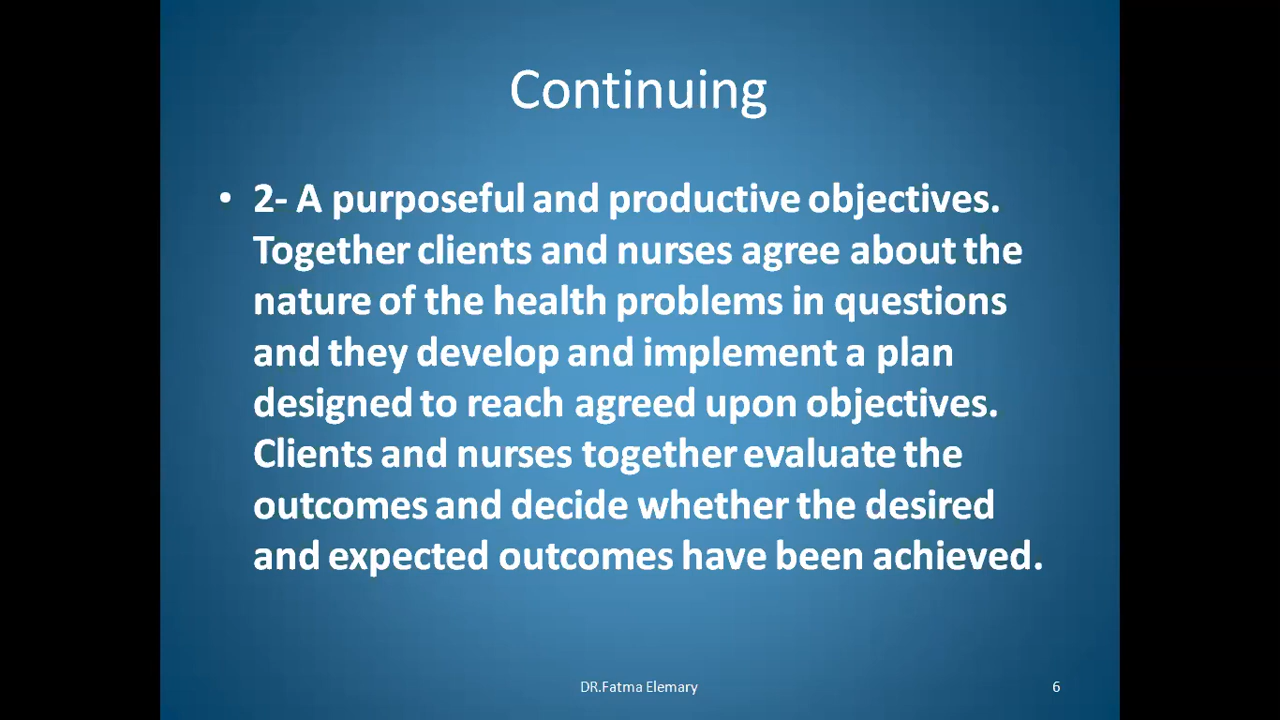 Continuing
• 2- A purposeful and productive objectives.
Together clients and nurses agree about the
nature of the health problems in questions
and they develop and implement a plan
designed to reach agreed upon objectives.
Clients and nurses together evaluate the
outcomes and decide whether the desired
and expected outcomes have been achieved.
DR.Fatma Elemary
6